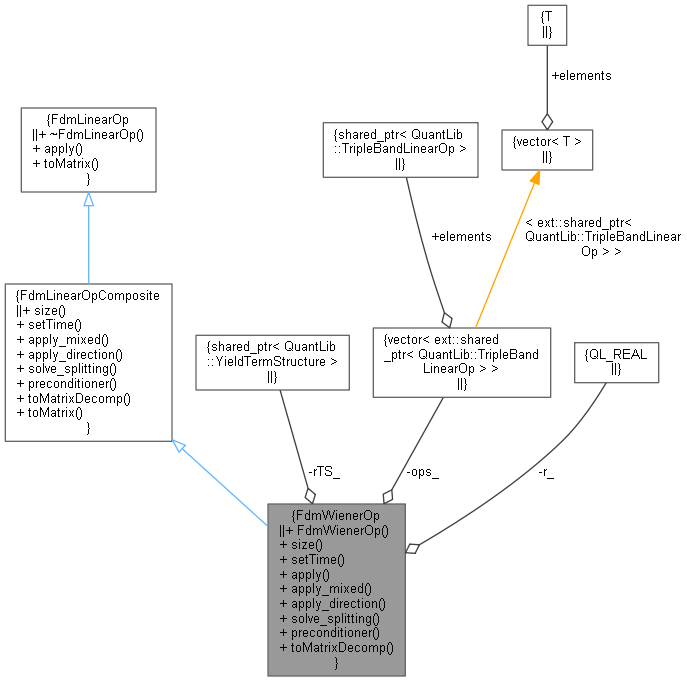 {T
||}
+elements
{FdmLinearOp
||+ ~FdmLinearOp()
+ apply()
+ toMatrix()
}
{shared_ptr< QuantLib
::TripleBandLinearOp >
||}
{vector< T >
||}
+elements
< ext::shared_ptr<
QuantLib::TripleBandLinear
Op > >
{FdmLinearOpComposite
||+ size()
+ setTime()
+ apply_mixed()
+ apply_direction()
+ solve_splitting()
+ preconditioner()
+ toMatrixDecomp()
+ toMatrix()
}
{shared_ptr< QuantLib
::YieldTermStructure >
||}
{vector< ext::shared
_ptr< QuantLib::TripleBand
LinearOp > >
||}
{QL_REAL
||}
-rTS_
-ops_
-r_
{FdmWienerOp
||+ FdmWienerOp()
+ size()
+ setTime()
+ apply()
+ apply_mixed()
+ apply_direction()
+ solve_splitting()
+ preconditioner()
+ toMatrixDecomp()
}